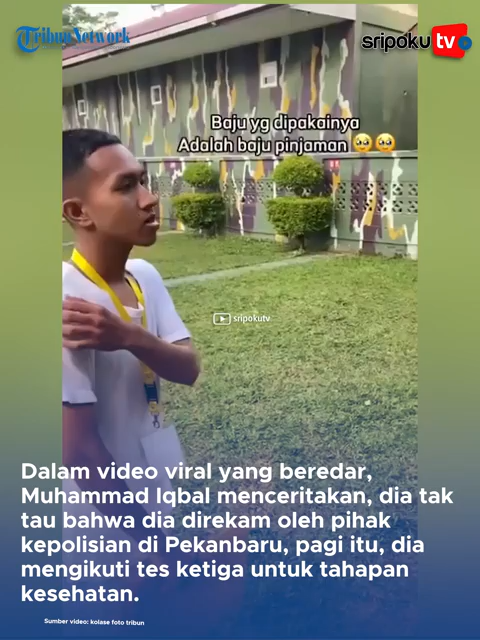 Tribun Network
sripoku tv
Baju yg dipakainya
Adalah baju pinjaman 🥹🥹
sripokutv
Dalam video viral yang beredar,
Muhammad Iqbal menceritakan, dia tak
tau bahwa dia direkam oleh pihak
kepolisian di Pekanbaru, pagi itu, dia
mengikuti tes ketiga untuk tahapan
kesehatan.
Sumber video: kolase foto tribun